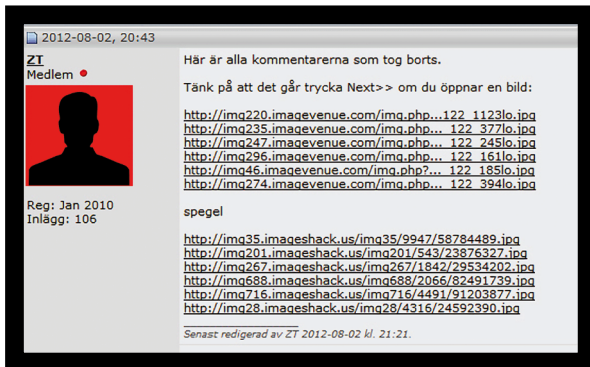 2012-08-02, 20:43
ZT
Medlem
Reg: Jan 2010
Inlägg: 106
Här är alla kommentarerna som tog borts.
Tänk på att det går trycka Next>> om du öppnar en bild:
http://img220.imagevenue.com/img.php...122_1123lo.jpg
http://img235.imagevenue.com/img.php..._122_377lo.jpg
http://img247.imagevenue.com/img.php..._122_245lo.jpg
http://img296.imagevenue.com/img.php..._122_161lo.jpg
http://img46.imagevenue.com/img.php?..._122_185lo.jpg
http://img274.imagevenue.com/img.php..._122_394lo.jpg
spegel
http://img35.imageshack.us/img35/9947/58784489.jpg
http://img201.imageshack.us/img201/543/23876327.jpg
http://img267.imageshack.us/img267/1842/29534202.jpg
http://img688.imageshack.us/img688/2066/82491739.jpg
http://img716.imageshack.us/img716/4491/91203877.jpg
http://img28.imageshack.us/img28/4316/24592390.jpg
Senast redigerad av ZT 2012-08-02 kl. 21:21.